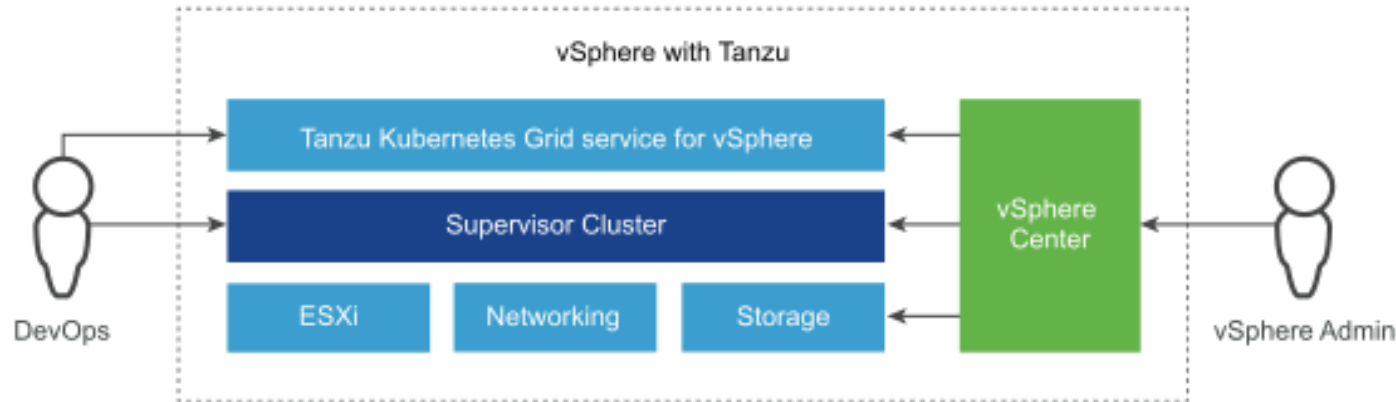 vSphere with Tanzu
Tanzu Kubernetes Grid service for vSphere
Supervisor Cluster
vSphere
Center
ESXi
Networking
Storage
DevOps
vSphere Admin